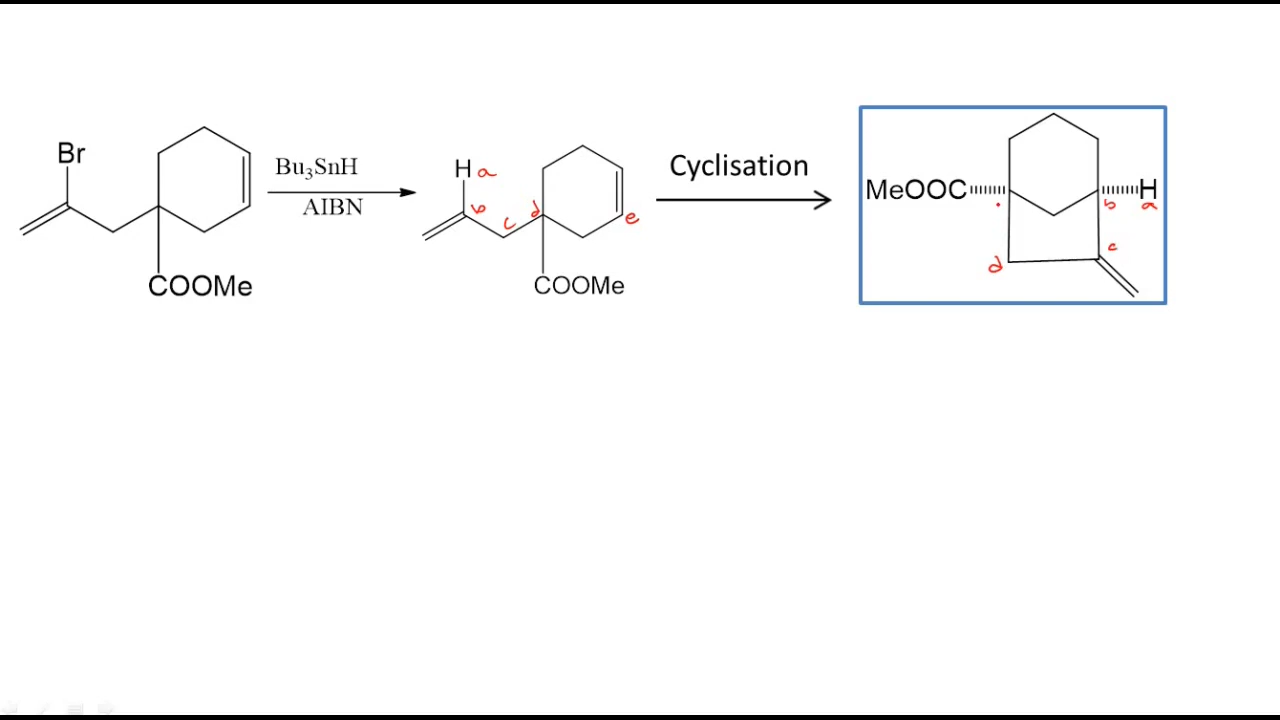 Br
COOMe
Bu₃SnH
AIBN
H a
b
c
d
e
COOMe
Cyclisation
MeOOC
H
b
a
c
d